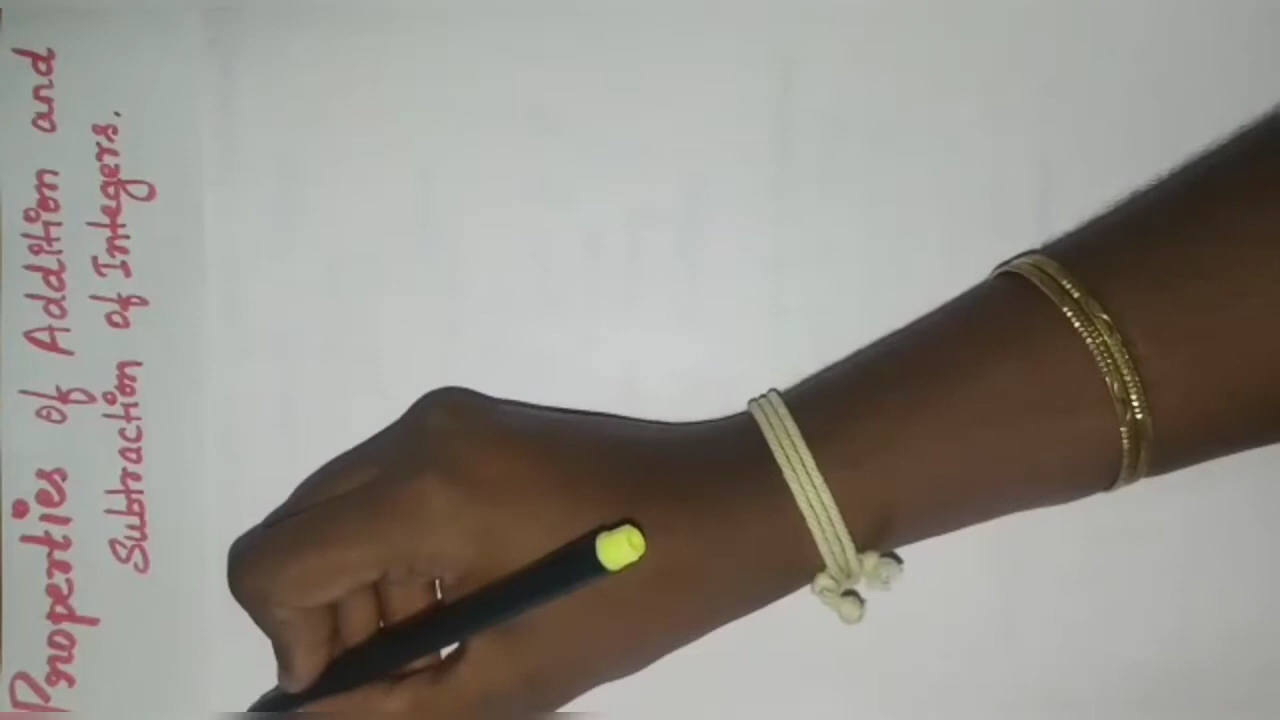 Properties of Addition and
Subtraction of Integers.